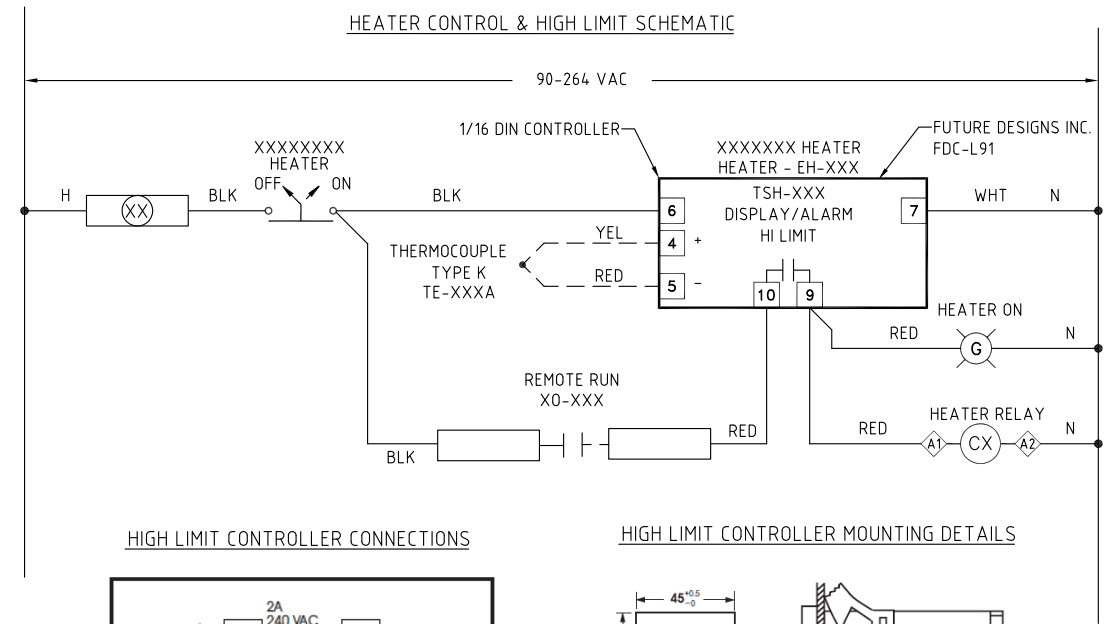 HEATER CONTROL & HIGH LIMIT SCHEMATIC
90-264 VAC
1/16 DIN CONTROLLER
FUTURE DESIGNS INC.
FDC-L91
XXXXXXXX
HEATER
OFF ON
XXXXXXX HEATER
HEATER - EH-XXX
H
XX
BLK
BLK
6
TSH-XXX
DISPLAY/ALARM
HI LIMIT
7
WHT
N
THERMOCOUPLE
TYPE K
TE-XXXA
YEL
4
+
RED
5
-
10
9
HEATER ON
RED
G
N
REMOTE RUN
XO-XXX
BLK
RED
HEATER RELAY
RED
A1
CX
A2
N
HIGH LIMIT CONTROLLER CONNECTIONS
HIGH LIMIT CONTROLLER MOUNTING DETAILS
2A
240 VAC
45 +0.5 -0